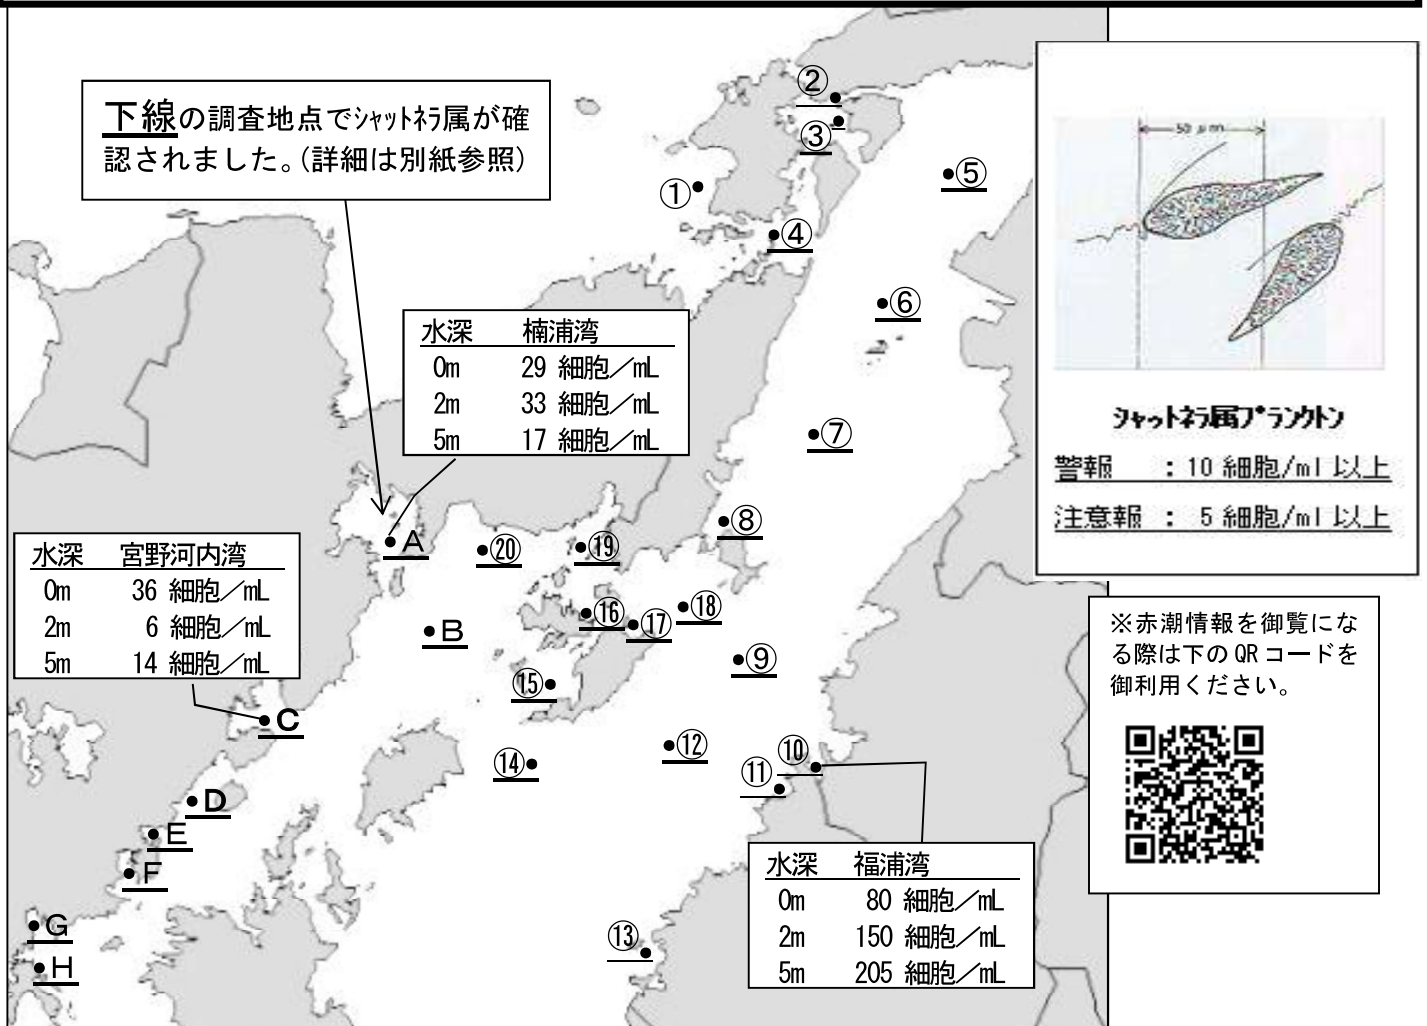 下線の調査地点でｼｬｯﾄﾈﾗ属が確
認されました。(詳細は別紙参照)
①
②
③
④
⑤
⑥
⑦
⑧
⑨
⑩
⑪
⑫
⑬
⑭
⑮
⑯
⑰
⑱
⑲
⑳
A
B
C
D
E
F
G
H
水深 楠浦湾
0m 29 細胞／mL
2m 33 細胞／mL
5m 17 細胞／mL
水深 宮野河内湾
0m 36 細胞／mL
2m 6 細胞／mL
5m 14 細胞／mL
水深 福浦湾
0m 80 細胞／mL
2m 150 細胞／mL
5m 205 細胞／mL
50 μm
ｼｬｯﾄﾈﾗ属ﾌﾟﾗﾝｸﾄﾝ
警報 ：10 細胞/ml 以上
注意報 ： 5 細胞/ml 以上
※赤潮情報を御覧にな
る際は下の QR コードを
御利用ください。